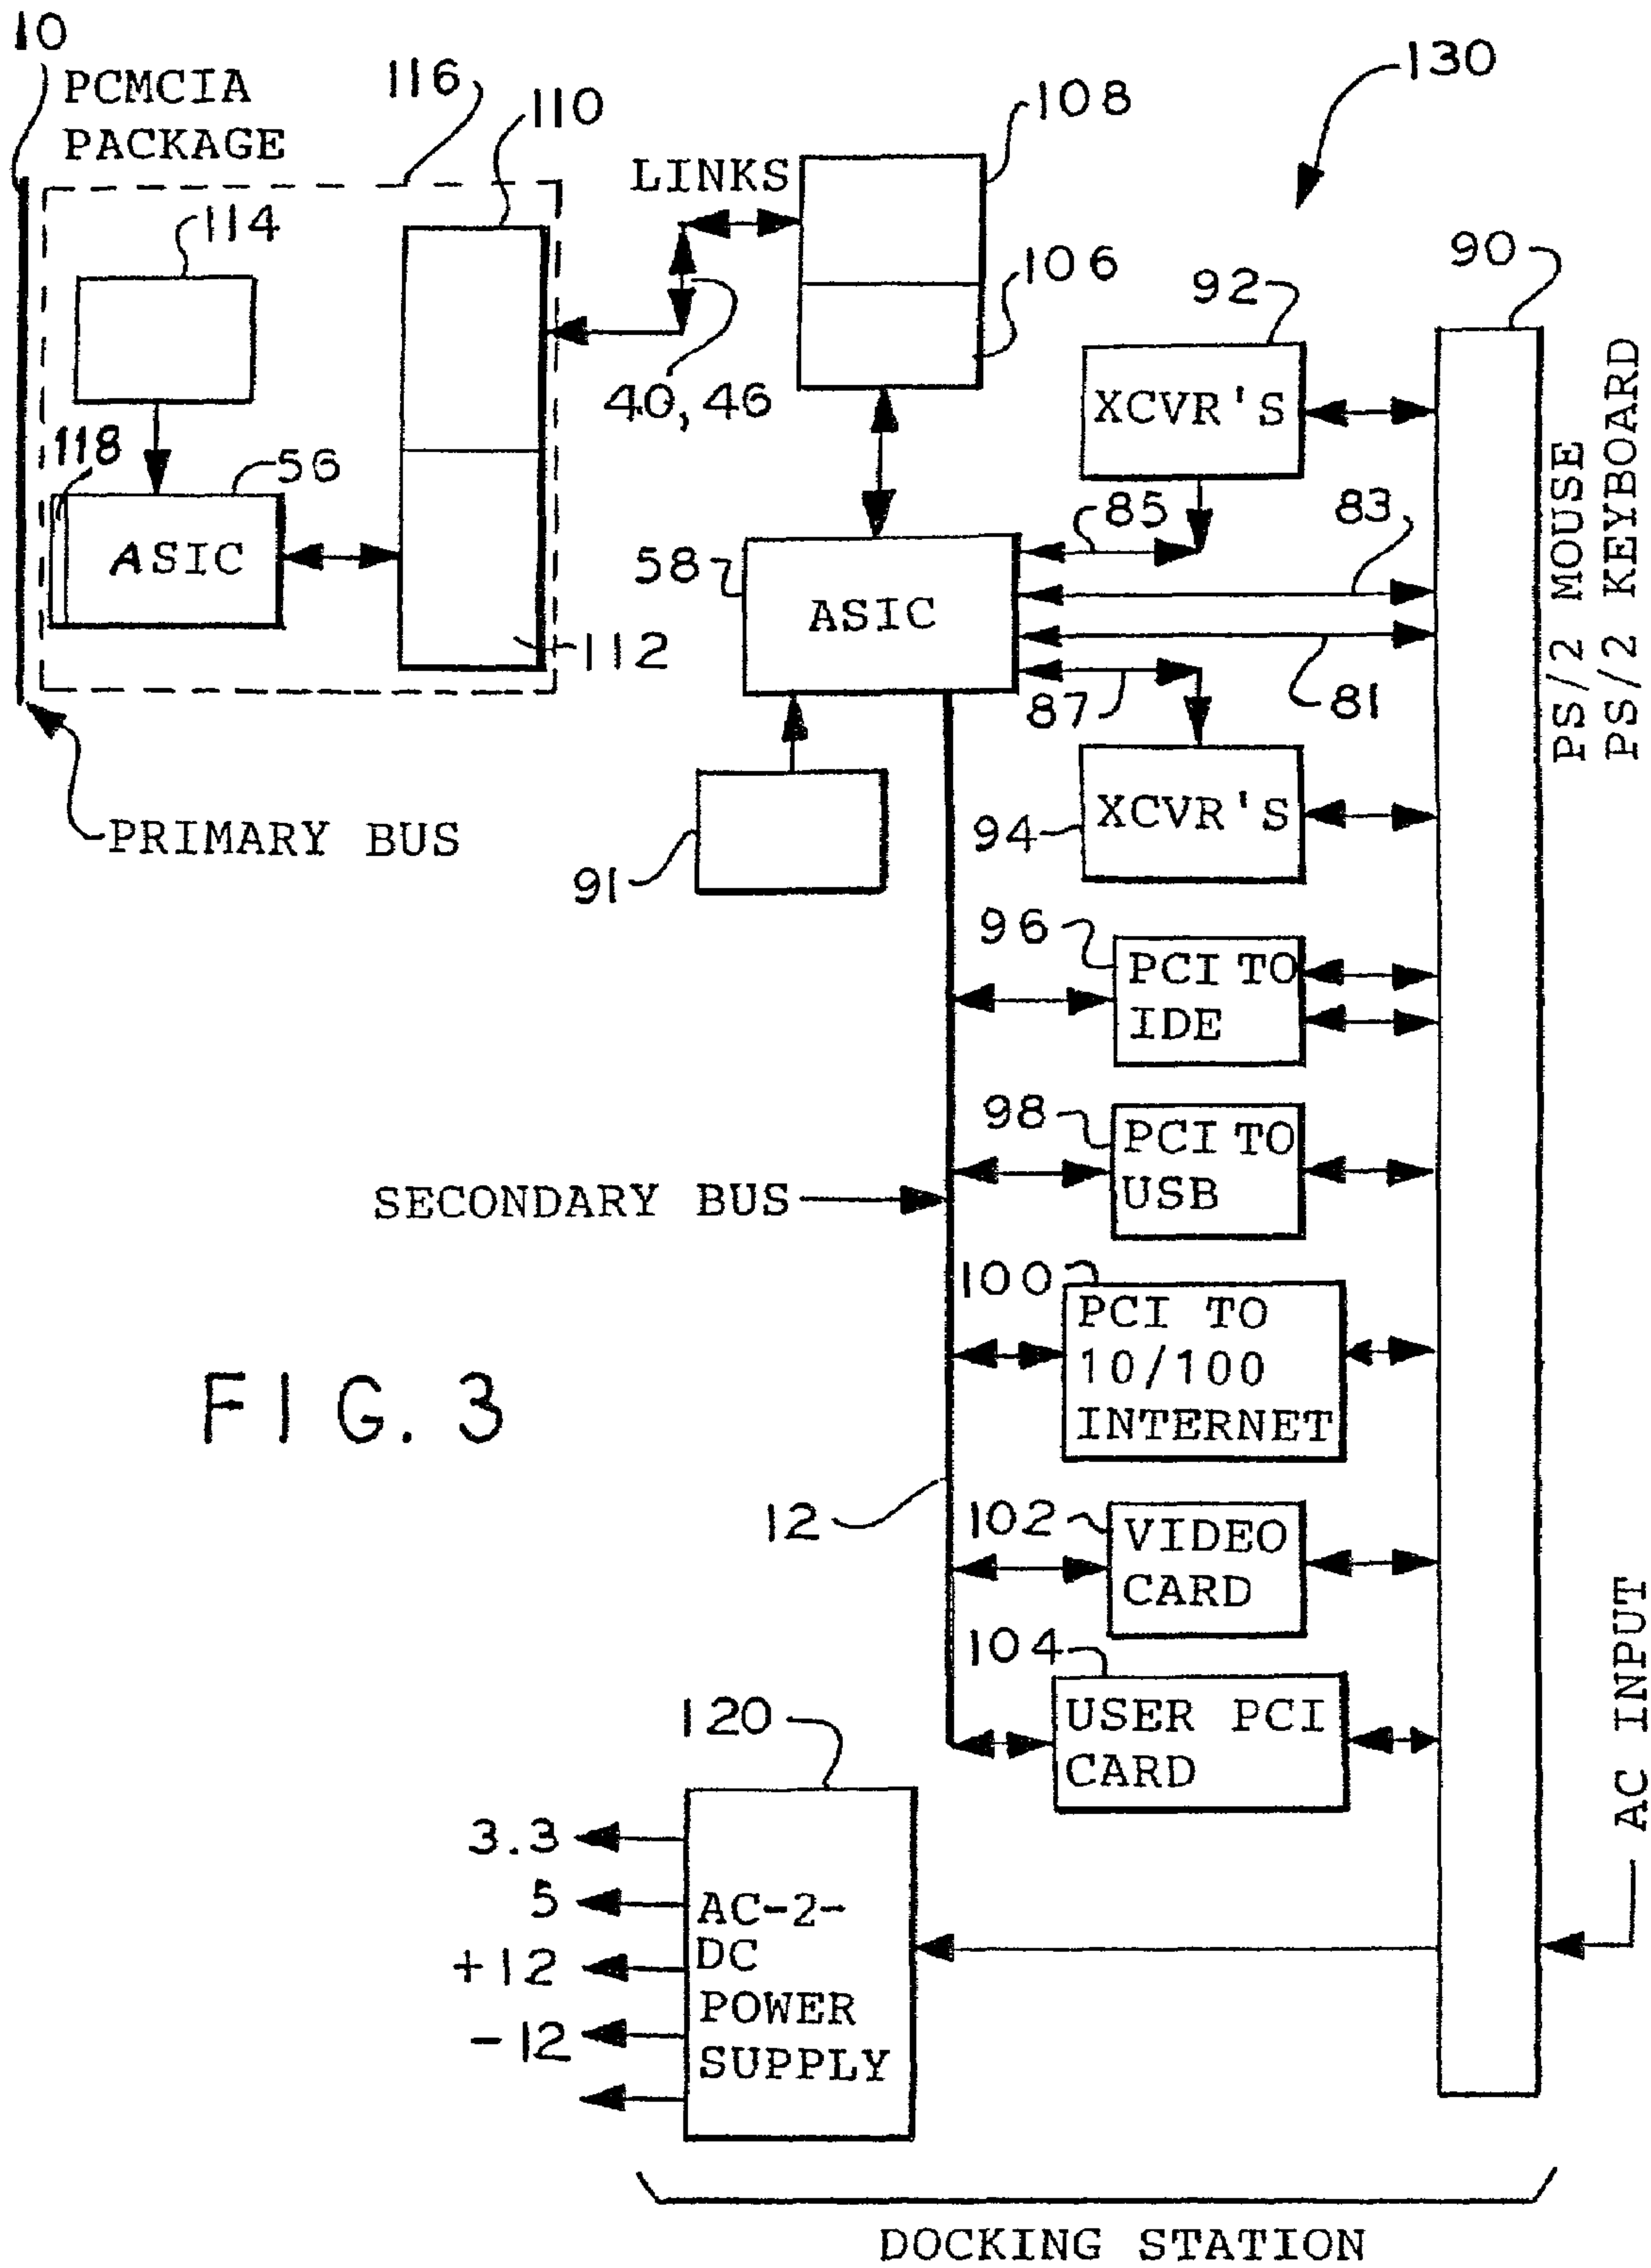 10
PCMCIA
PACKAGE
116
110
LINKS
108
130
114
106
92
90
40,46
XCVR'S
118
56
ASIC
112
58
ASIC
85
83
81
87
PS/2 MOUSE
PS/2 KEYBOARD
PRIMARY BUS
91
94
XCVR'S
96
PCI TO
IDE
98
PCI TO
USB
SECONDARY BUS
100
PCI TO
10/100
INTERNET
FIG. 3
12
102
VIDEO
CARD
104
USER PCI
CARD
AC INPUT
120
3.3
5
+12
-12
AC-2-
DC
POWER
SUPPLY
DOCKING STATION